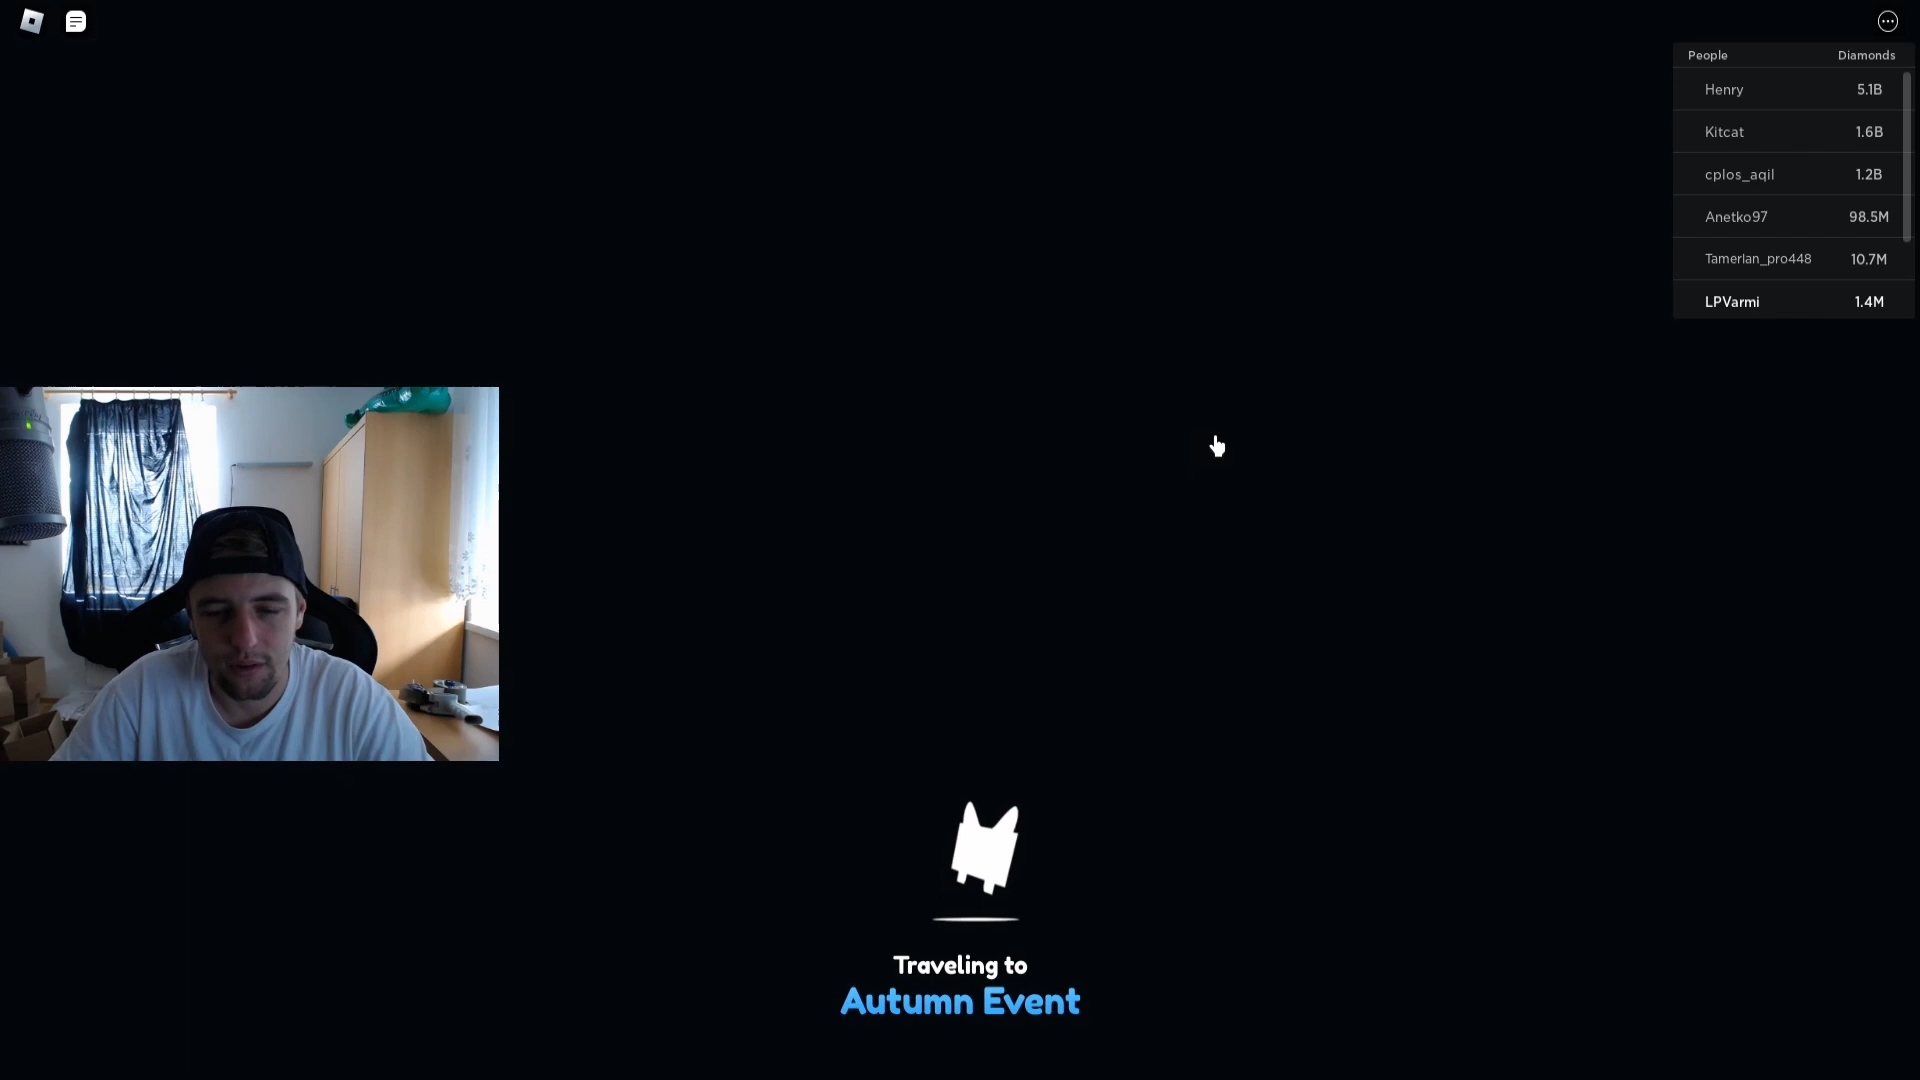 People Diamonds
Henry 5.1B
Kitcat 1.6B
cplos_aqil 1.2B
Anetko97 98.5M
Tamerlan_pro448 10.7M
LPVarmi 1.4M
Traveling to
Autumn Event